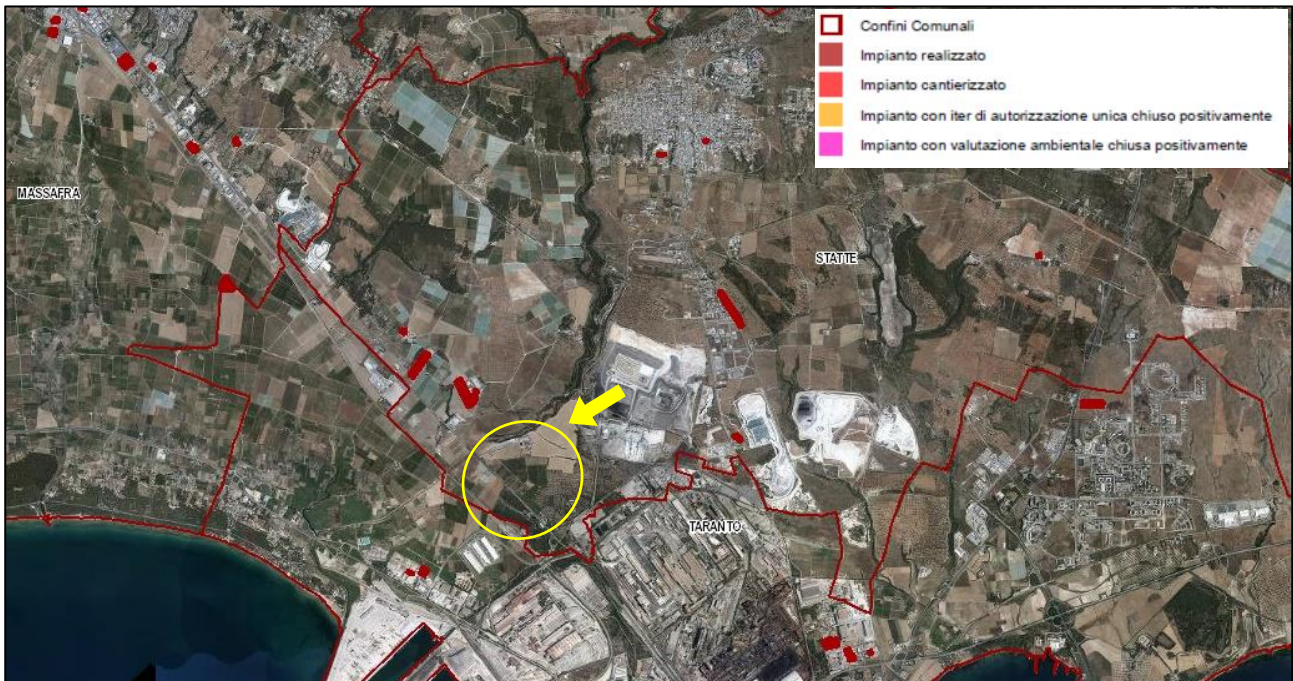 Confini Comunali
Impianto realizzato
Impianto cantierizzato
Impianto con iter di autorizzazione unica chiuso positivamente
Impianto con valutazione ambientale chiusa positivamente
MASSAFRA
STATTE
TARANTO